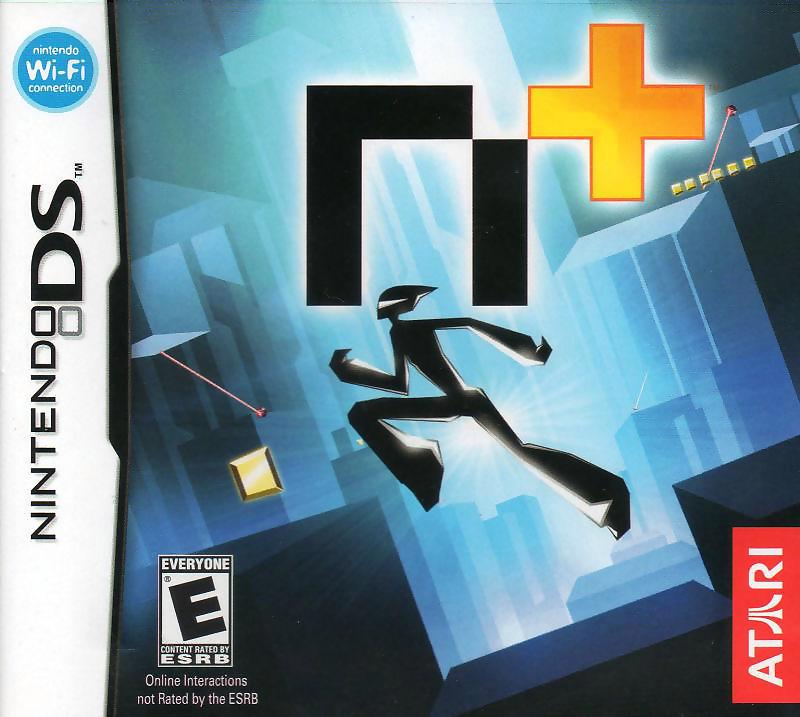 nintendo
Wi-Fi
connection
NINTENDO DS™
n+™
EVERYONE
E®
CONTENT RATED BY
ESRB
Online Interactions
not Rated by the ESRB
ATARI